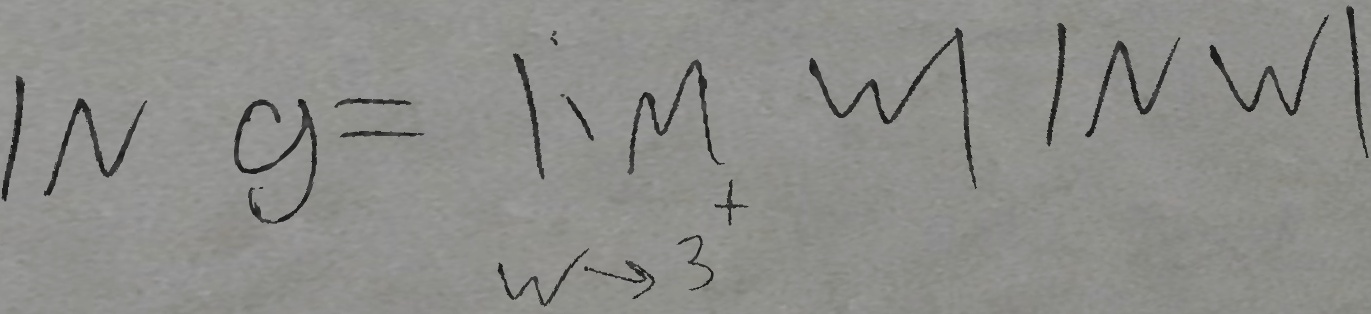 ln g = lim w | ln w |
w → 3⁺